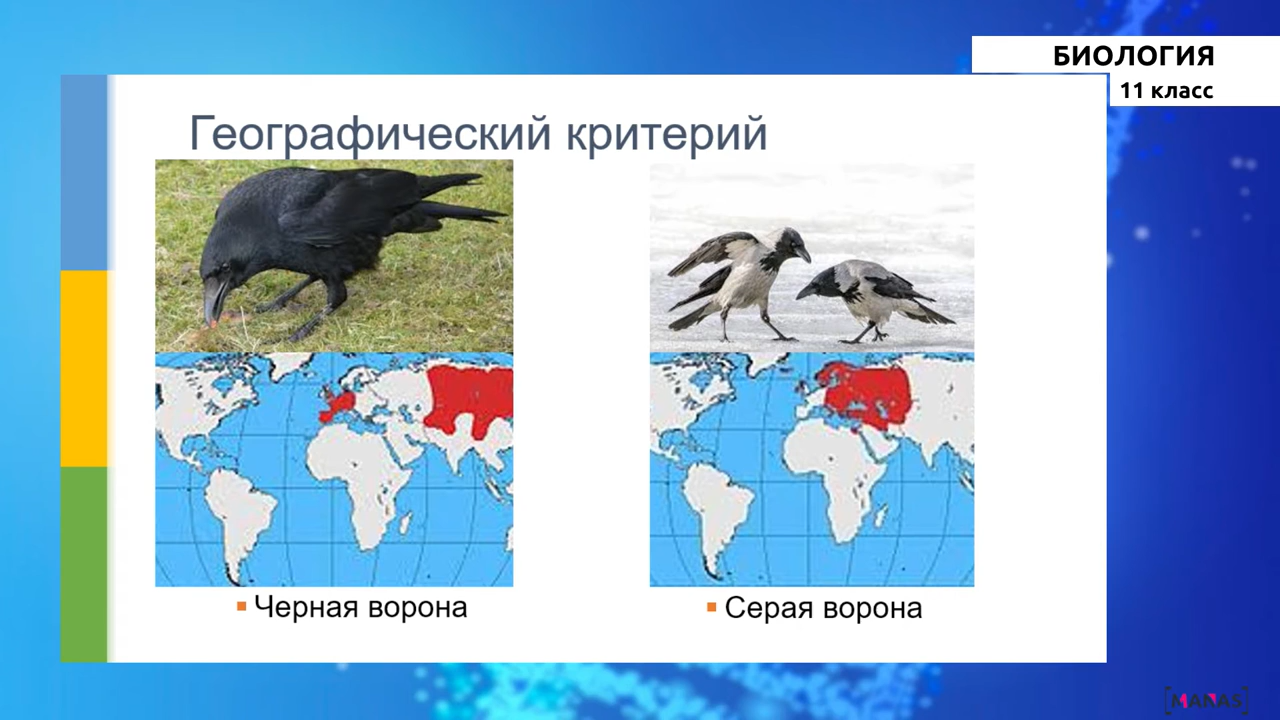 БИОЛОГИЯ
11 класс
Географический критерий
Черная ворона
Серая ворона
[MANAS]